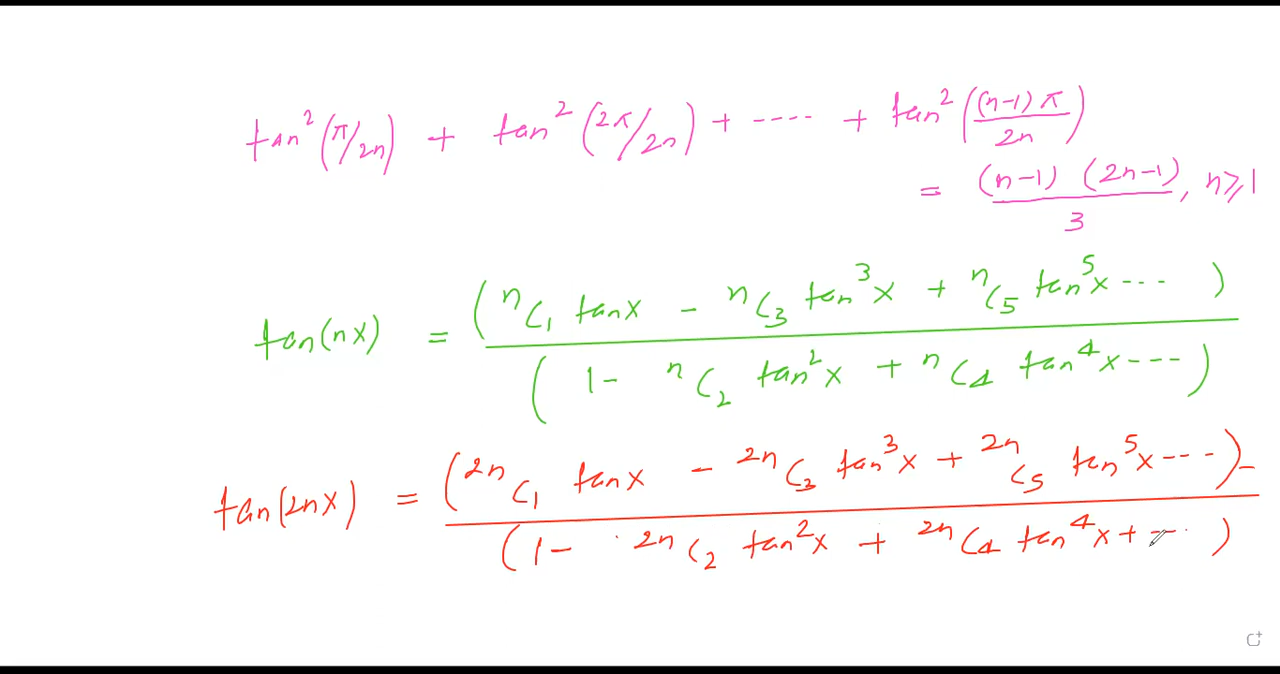 tan²(π/2n) + tan²(2π/2n) + ---- + tan²((n-1)π/2n)
= (n-1)(2n-1)/3, n⩾1
tan(nx) = (ⁿC₁ tanx - ⁿC₃ tan³x + ⁿC₅ tan⁵x ---)/(1 - ⁿC₂ tan²x + ⁿC₄ tan⁴x ---)
tan(2nx) = (²ⁿC₁ tanx - ²ⁿC₃ tan³x + ²ⁿC₅ tan⁵x ---)/(1 - ²ⁿC₂ tan²x + ²ⁿC₄ tan⁴x + ---)